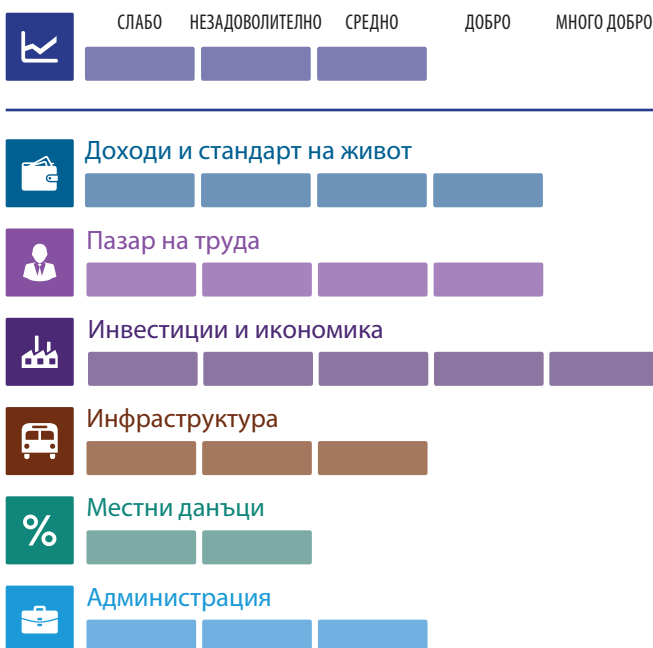 СЛАБО НЕЗАДОВОЛИТЕЛНО СРЕДНО ДОБРО МНОГО ДОБРО
Доходи и стандарт на живот
Пазар на труда
Инвестиции и икономика
Инфраструктура
% Местни данъци
Администрация